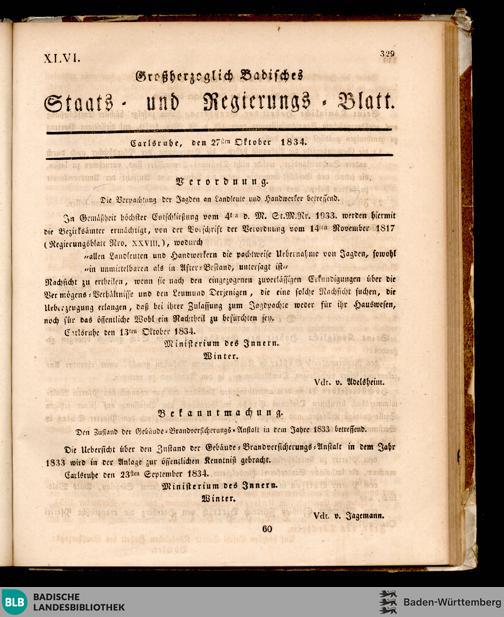 XLVI.
329
Großherzoglich Badisches
Staats- und Regierungs-Blatt.
Carlsruhe, den 27ten Oktober 1834.
Verordnung.
Die Verpachtung der Jagden an Landleute und Handwerker betreffend.
In Gemäßheit höchster Entschließung vom 4ten d. M. St.M.Nr. 1933. werden hiermit
die Bezirksämter ermächtigt, von der Vorschrift der Verordnung vom 14ten November 1817
(Regierungsblatt Nro. XXVIII.), wodurch
„allen Landleuten und Handwerkern die pachtweise Uebernahme von Jagden, sowohl
„in unmittelbaren als in After-Bestand, untersagt ist“
Nachsicht zu ertheilen, wenn sie nach den eingezogenen zuverlässigen Erkundigungen über die
Vermögens-Verhältnisse und den Leumund Derjenigen, die eine solche Nachsicht suchen, die
Ueberzeugung erlangen, daß bei ihrer Zulassung zum Jagdpachte weder für ihr Hauswesen,
noch für das öffentliche Wohl ein Nachtheil zu befürchten sey.
Carlsruhe den 13ten Oktober 1834.
Ministerium des Innern.
Winter.
Vdt. v. Adelsheim.
Bekanntmachung.
Den Zustand der Gebäude-Brandversicherungs-Anstalt in dem Jahre 1833 betreffend.
Die Uebersicht über den Zustand der Gebäude-Brandversicherungs-Anstalt in dem Jahr
1833 wird in der Anlage zur öffentlichen Kenntniß gebracht.
Carlsruhe den 23ten September 1834.
Ministerium des Innern.
Winter.
Vdt. v. Jagemann.
60
BLB
BADISCHE
LANDESBIBLIOTHEK
Baden-Württemberg